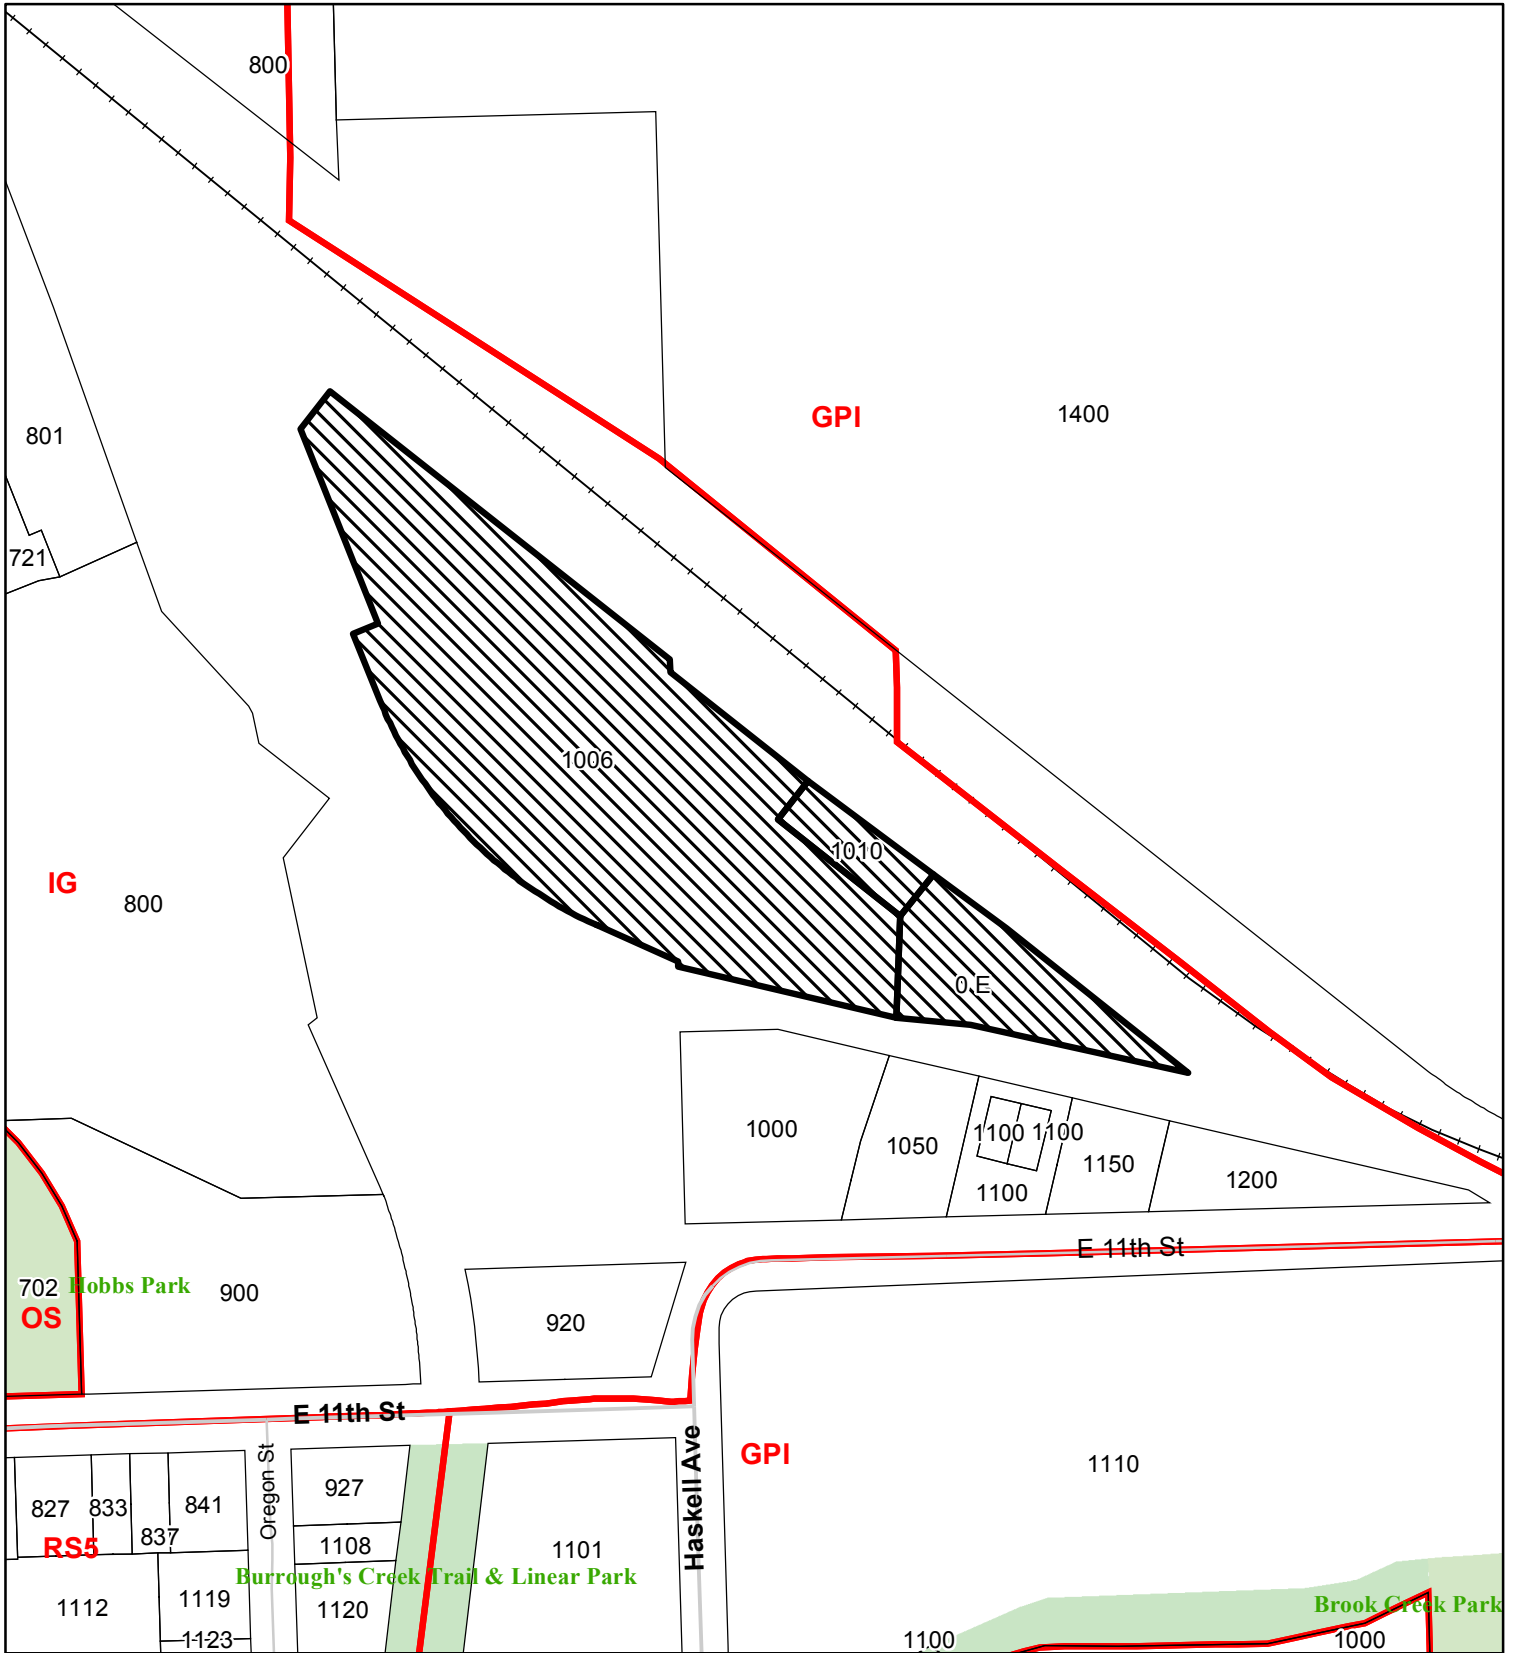 800
GPI
1400
801
721
1006
1010
IG
800
0 E
1000
1050
1100
1100
1150
1100
1200
E 11th St
702
Hobbs Park
900
OS
920
E 11th St
Haskell Ave
GPI
1110
Oregon St
927
827
833
841
837
RS5
1108
1101
Burrough's Creek Trail & Linear Park
1112
1119
1120
Brook Creek Park
1123
1100
1000